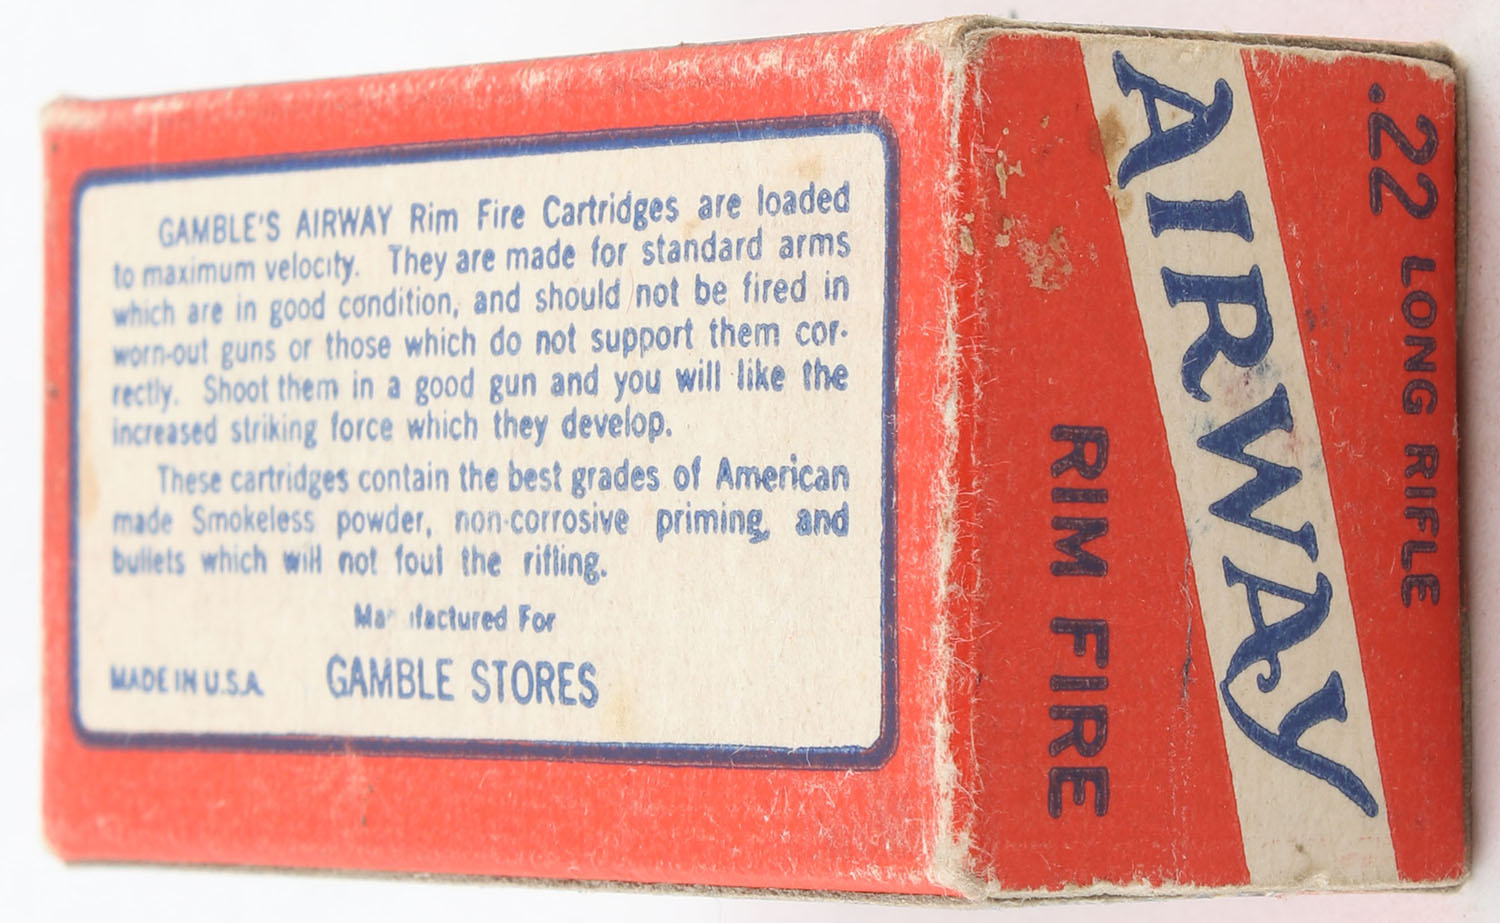 GAMBLE'S AIRWAY Rim Fire Cartridges are loaded
to maximum velocity. They are made for standard arms
which are in good condition, and should not be fired in
worn-out guns or those which do not support them cor-
rectly. Shoot them in a good gun and you will like the
increased striking force which they develop.
These cartridges contain the best grades of American
made Smokeless powder, non-corrosive priming, and
bullets which will not foul the rifling.
Manufactured For
MADE IN U.S.A. GAMBLE STORES
.22 LONG RIFLE
AIRWAY
RIM FIRE